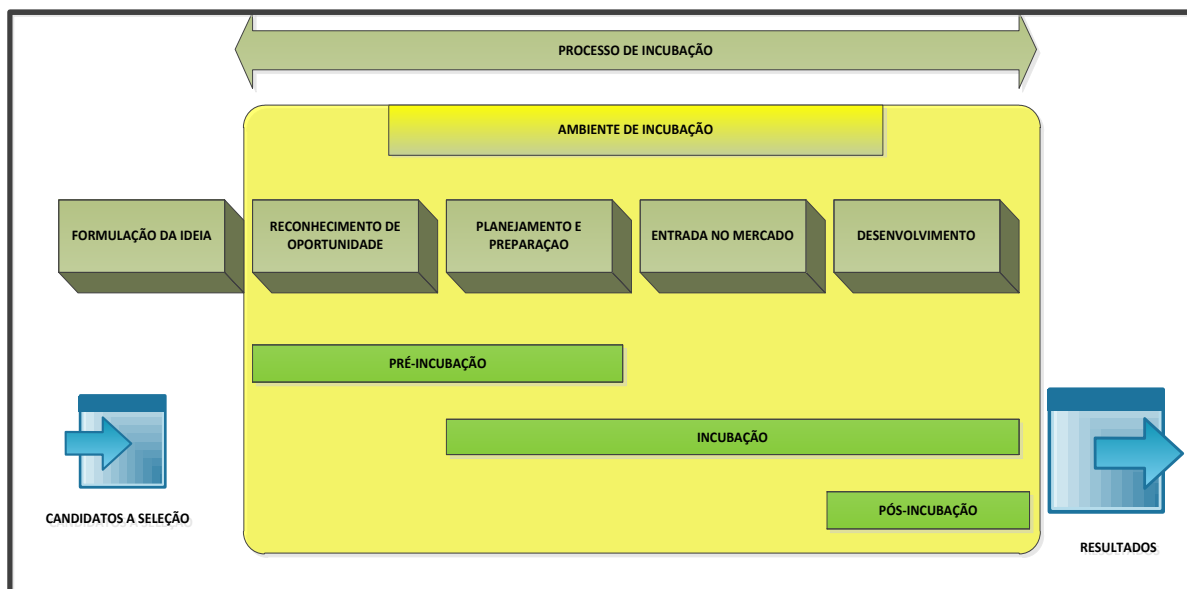 PROCESSO DE INCUBAÇÃO
AMBIENTE DE INCUBAÇÃO
FORMULAÇÃO DA IDEIA
RECONHECIMENTO DE
OPORTUNIDADE
PLANEJAMENTO E
PREPARAÇAO
ENTRADA NO MERCADO
DESENVOLVIMENTO
PRÉ-INCUBAÇÃO
INCUBAÇÃO
PÓS-INCUBAÇÃO
CANDIDATOS A SELEÇÃO
RESULTADOS